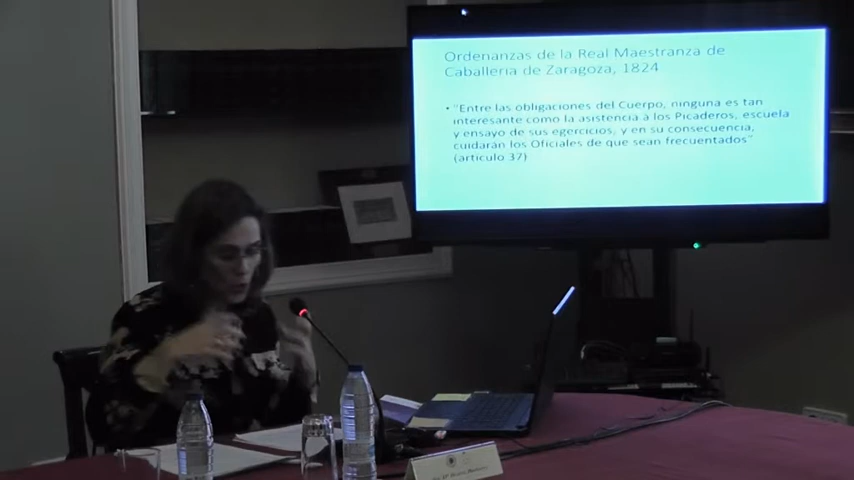 Ordenanzas de la Real Maestranza de
Caballería de Zaragoza, 1824
• "Entre las obligaciones del Cuerpo, ninguna es tan
interesante como la asistencia à los Picaderos, escuela
y ensayo de sus egercicios, y en su consecuencia,
cuidarán los Oficiales de que sean frecuentados"
(artículo 37)